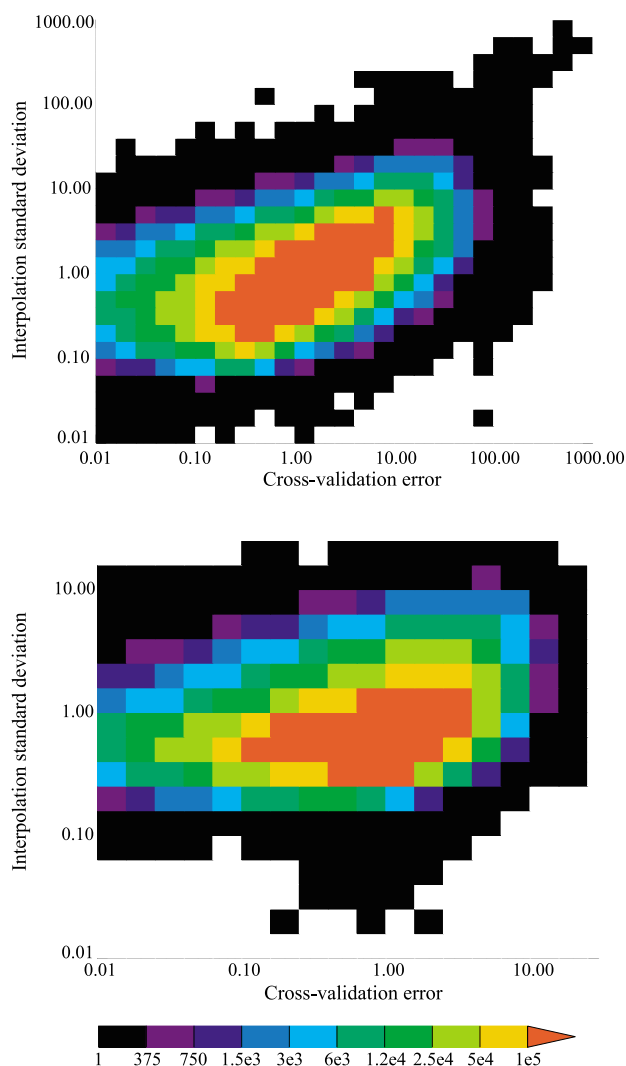 1000.00
100.00
10.00
1.00
0.10
0.01
Interpolation standard deviation
0.01 0.10 1.00 10.00 100.00 1000.00
Cross-validation error
10.00
1.00
0.10
0.01
Interpolation standard deviation
0.01 0.10 1.00 10.00
Cross-validation error
1 375 750 1.5e3 3e3 6e3 1.2e4 2.5e4 5e4 1e5